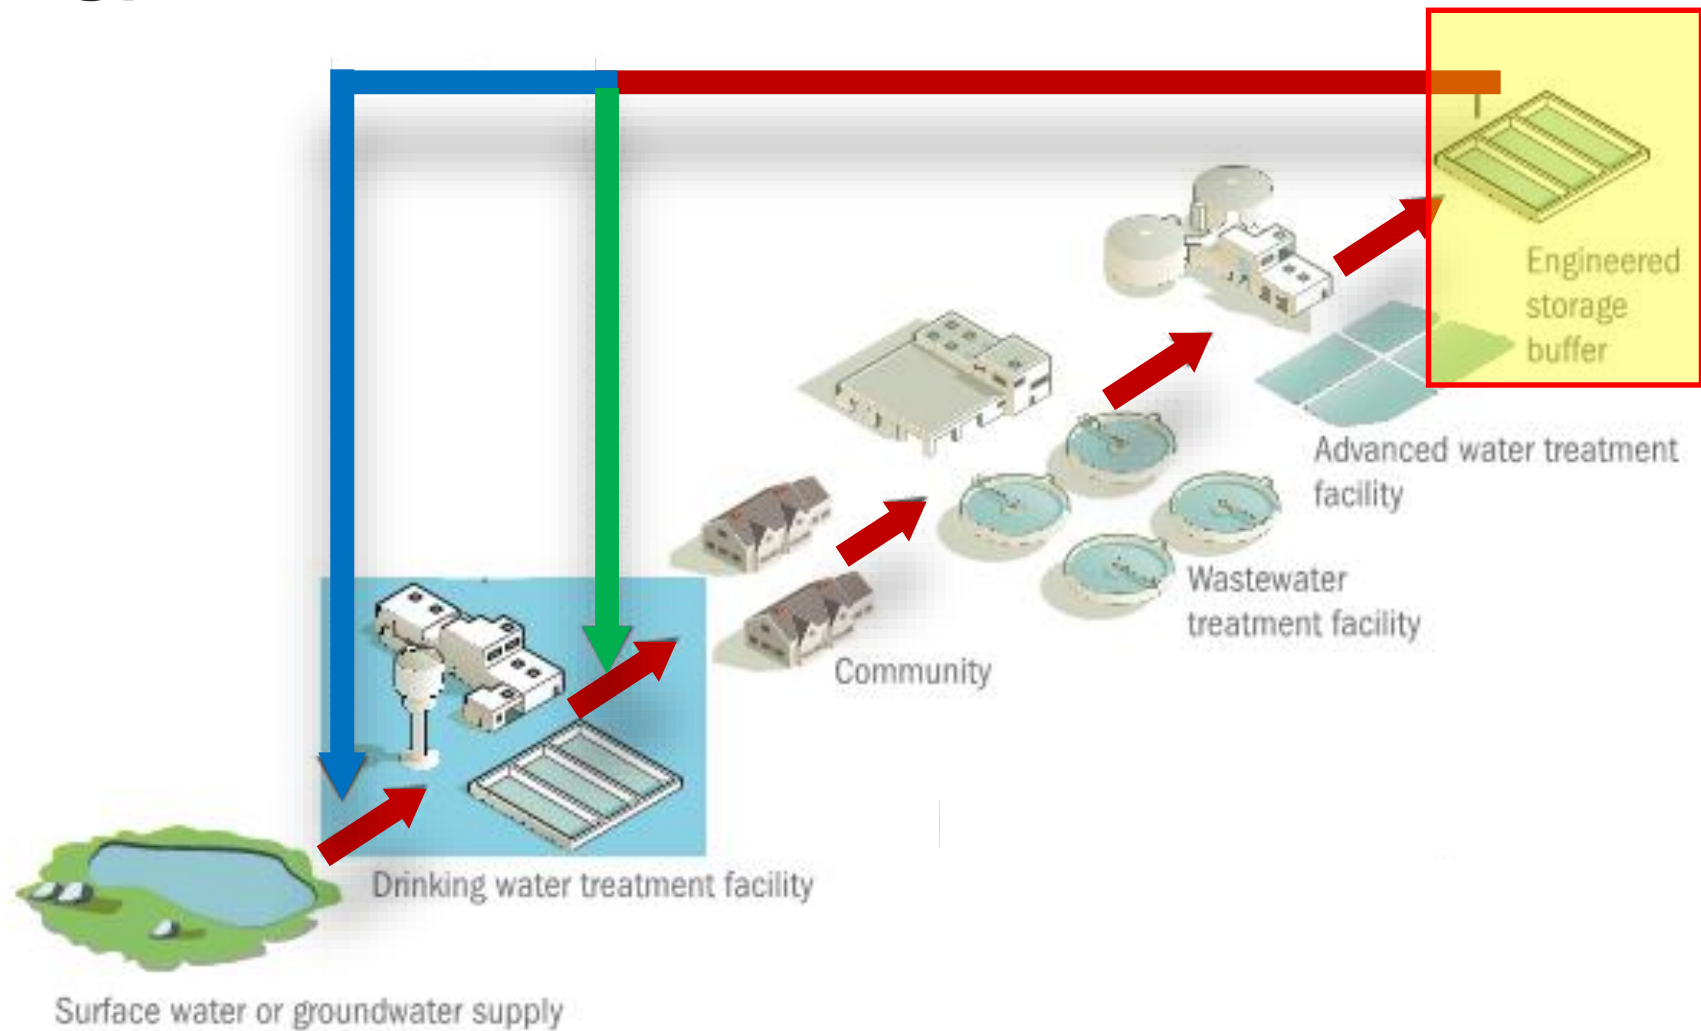 Engineered
storage
buffer
Advanced water treatment
facility
Wastewater
treatment facility
Community
Drinking water treatment facility
Surface water or groundwater supply